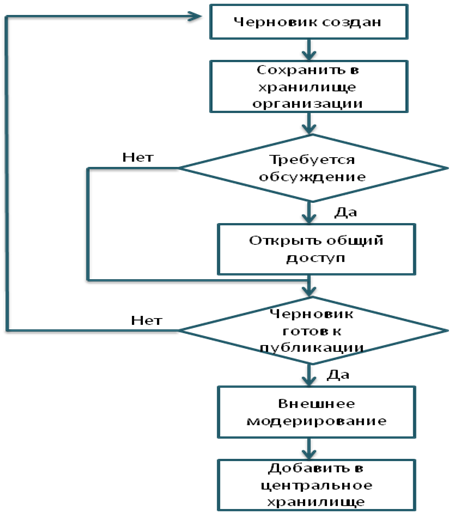 Черновик создан
Сохранить в
хранилище
организации
Нет
Требуется
обсуждение
Да
Открыть общий
доступ
Нет
Черновик
готов к
публикации
Да
Внешнее
модерирование
Добавить в
центральное
хранилище